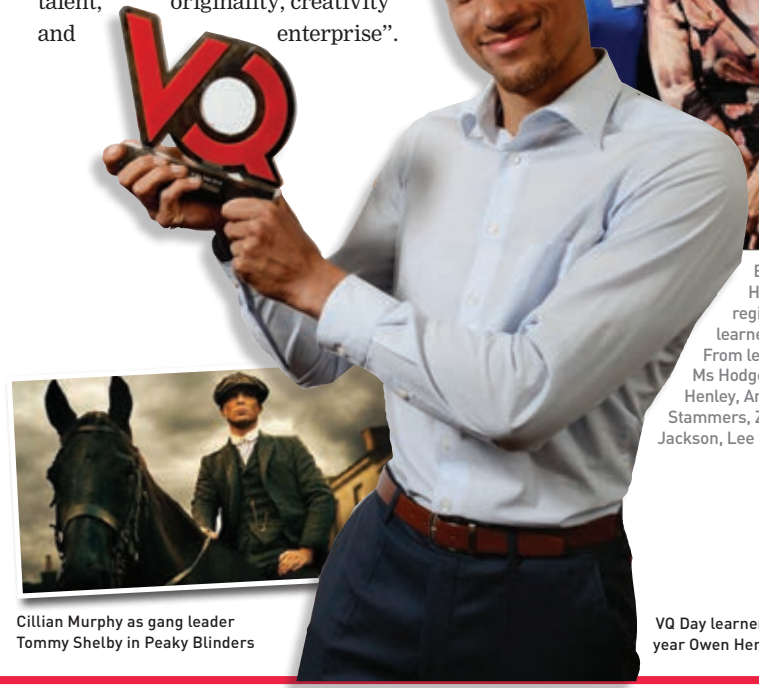 talent, originality, creativity
and enterprise”.
VQ
H
regi
learne
From le
Ms Hodg
Henley,
Stammers,
Jackson, Lee
Cillian Murphy as gang leader
Tommy Shelby in Peaky Blinders
VQ Day learne
year Owen He